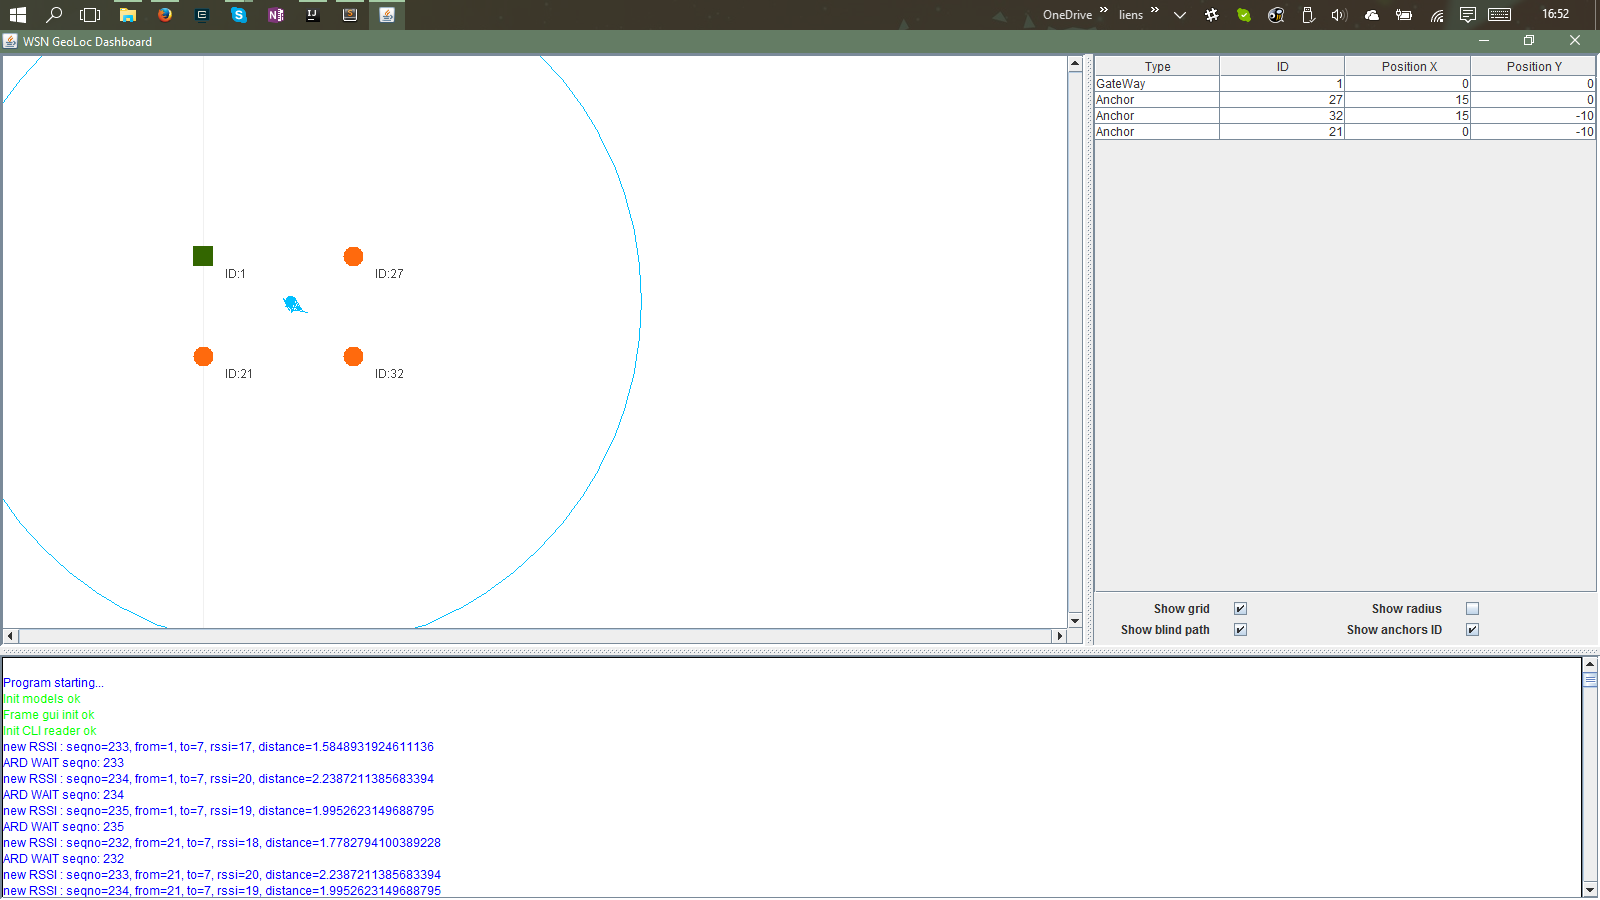 OneDrive » liens » 16:52
WSN GeoLoc Dashboard
Type ID Position X Position Y
GateWay 1 0 0
Anchor 27 15 0
Anchor 32 15 -10
Anchor 21 0 -10
ID:1 ID:27
ID:21 ID:32
Show grid Show radius
Show blind path Show anchors ID
Program starting...
Init models ok
Frame gui init ok
Init CLI reader ok
new RSSI : seqno=233, from=1, to=7, rssi=17, distance=1.5848931924611136
ARD WAIT seqno: 233
new RSSI : seqno=234, from=1, to=7, rssi=20, distance=2.2387211385683394
ARD WAIT seqno: 234
new RSSI : seqno=235, from=1, to=7, rssi=19, distance=1.9952623149688795
ARD WAIT seqno: 235
new RSSI : seqno=232, from=21, to=7, rssi=18, distance=1.7782794100389228
ARD WAIT seqno: 232
new RSSI : seqno=233, from=21, to=7, rssi=20, distance=2.2387211385683394
new RSSI : seqno=234, from=21, to=7, rssi=19, distance=1.9952623149688795